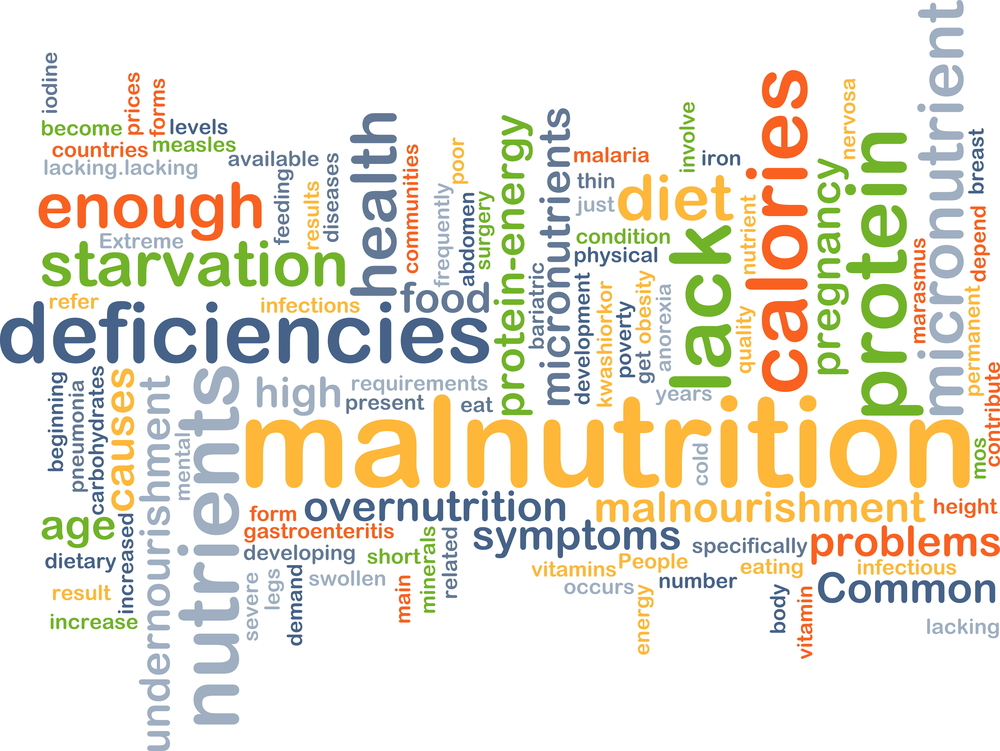 iodine
prices
forms
become
levels
countries
measles
lacking.lacking
available
health
communities
poor
enough
feeding
results
diseases
Extreme
starvation
frequently
abdomen
surgery
refer
infections
food
deficiencies
protein-energy
bariatric
micronutrients
malaria
involve
iron
thin
just
diet
condition
physical
development
kwashiorkor
poverty
get obesity
anorexia
lack
nutrient
quality
calories
nervosa
pregnancy
protein
marasmus
micronutrient
breast
depend
permanent
contribute
mos
years
high
requirements
present
eat
malnutrition
cold
beginning
pneumonia
carbohydrates
causes
undernourishment
mental
nutrients
age
dietary
increased
result
increase
form
overnutrition
malnourishment
height
gastroenteritis
developing
short
minerals
related
symptoms
specifically
problems
severe
legs
demand
swollen
main
vitamins
People
occurs
number
eating
infectious
energy
body
vitamin
Common
lacking